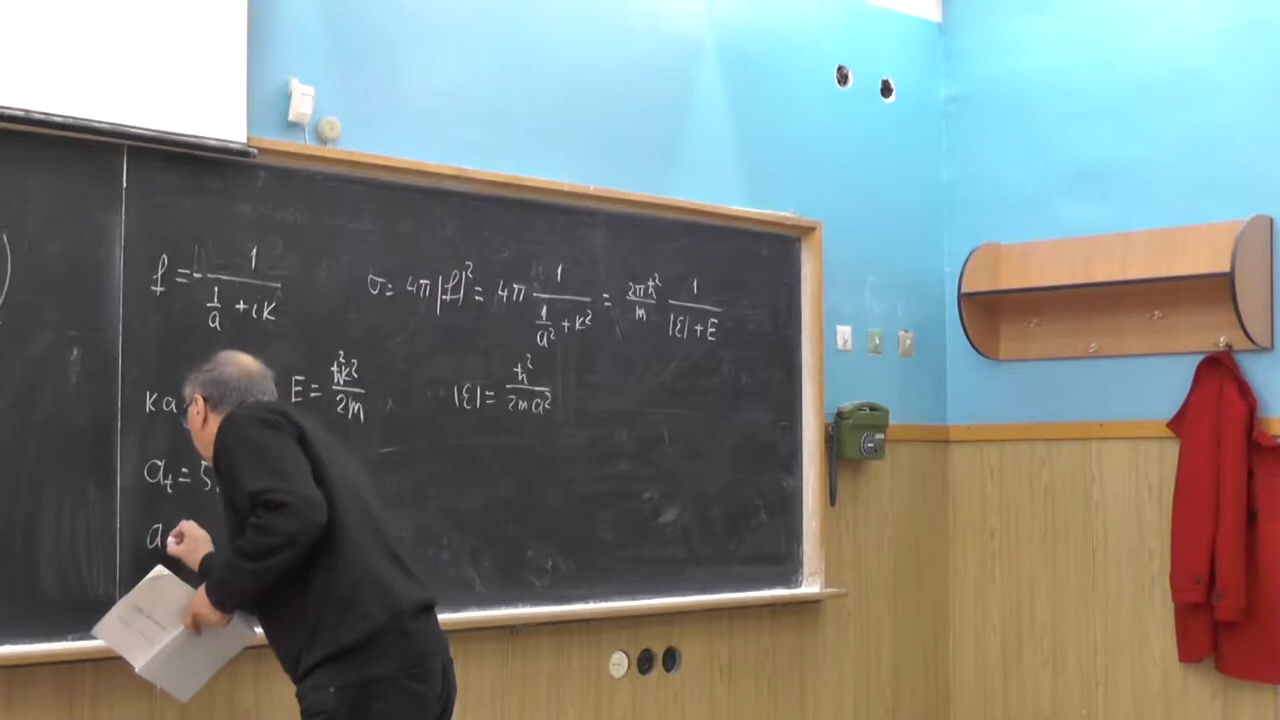 f = - 1 / (1/a + ik)
σ = 4π |f|² = 4π 1 / (1/a² + k²) = 2πħ²/m 1 / (|ε| + E)
ka
E = ħ²k² / 2m
|ε| = ħ² / 2ma²
a_t = 5.
a